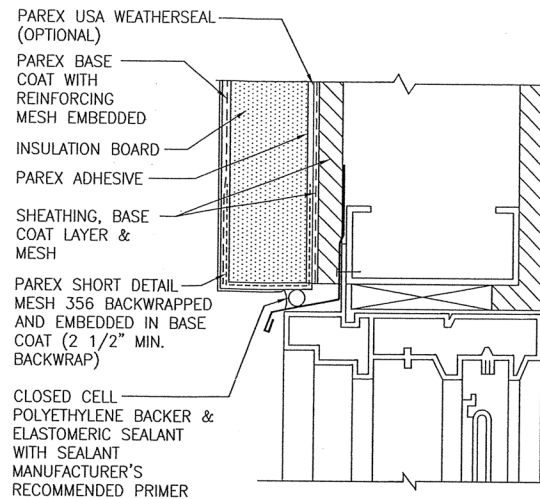 PAREX USA WEATHERSEAL
(OPTIONAL)
PAREX BASE
COAT WITH
REINFORCING
MESH EMBEDDED
INSULATION BOARD
PAREX ADHESIVE
SHEATHING, BASE
COAT LAYER &
MESH
PAREX SHORT DETAIL
MESH 356 BACKWRAPPED
AND EMBEDDED IN BASE
COAT (2 1/2" MIN.
BACKWRAP)
CLOSED CELL
POLYETHYLENE BACKER &
ELASTOMERIC SEALANT
WITH SEALANT
MANUFACTURER'S
RECOMMENDED PRIMER